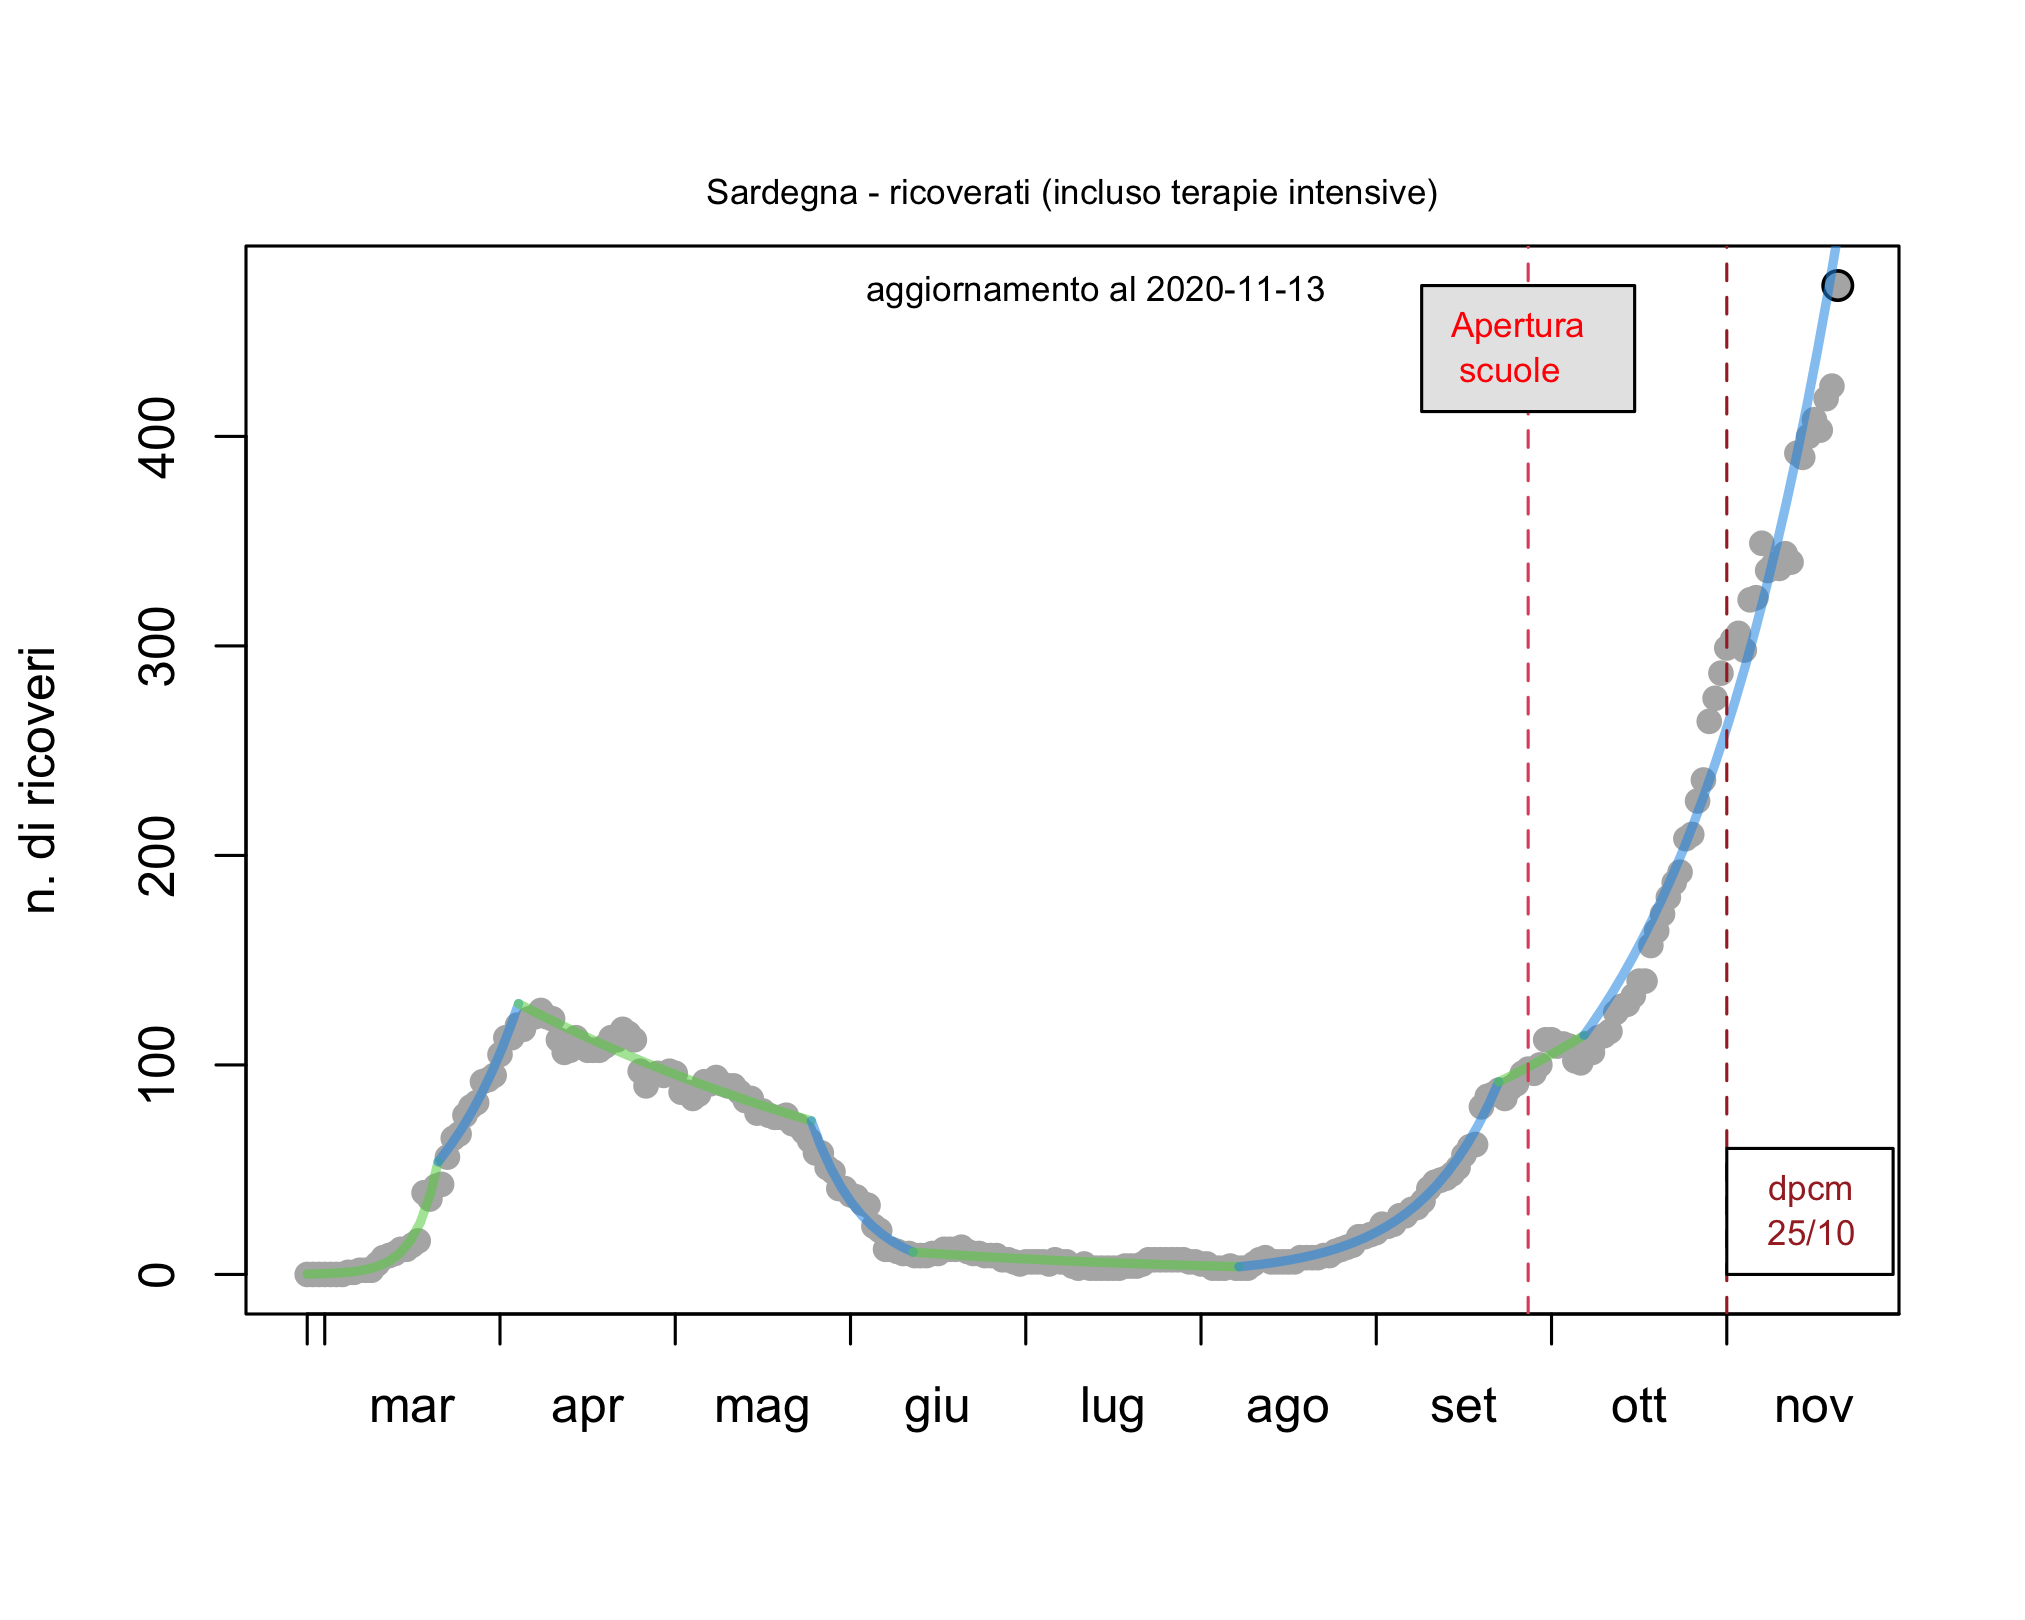 Sardegna - ricoverati (incluso terapie intensive)
aggiornamento al 2020-11-13
Apertura
scuole
n. di ricoveri
400
300
200
100
0
dpcm
25/10
mar apr mag giu lug ago set ott nov